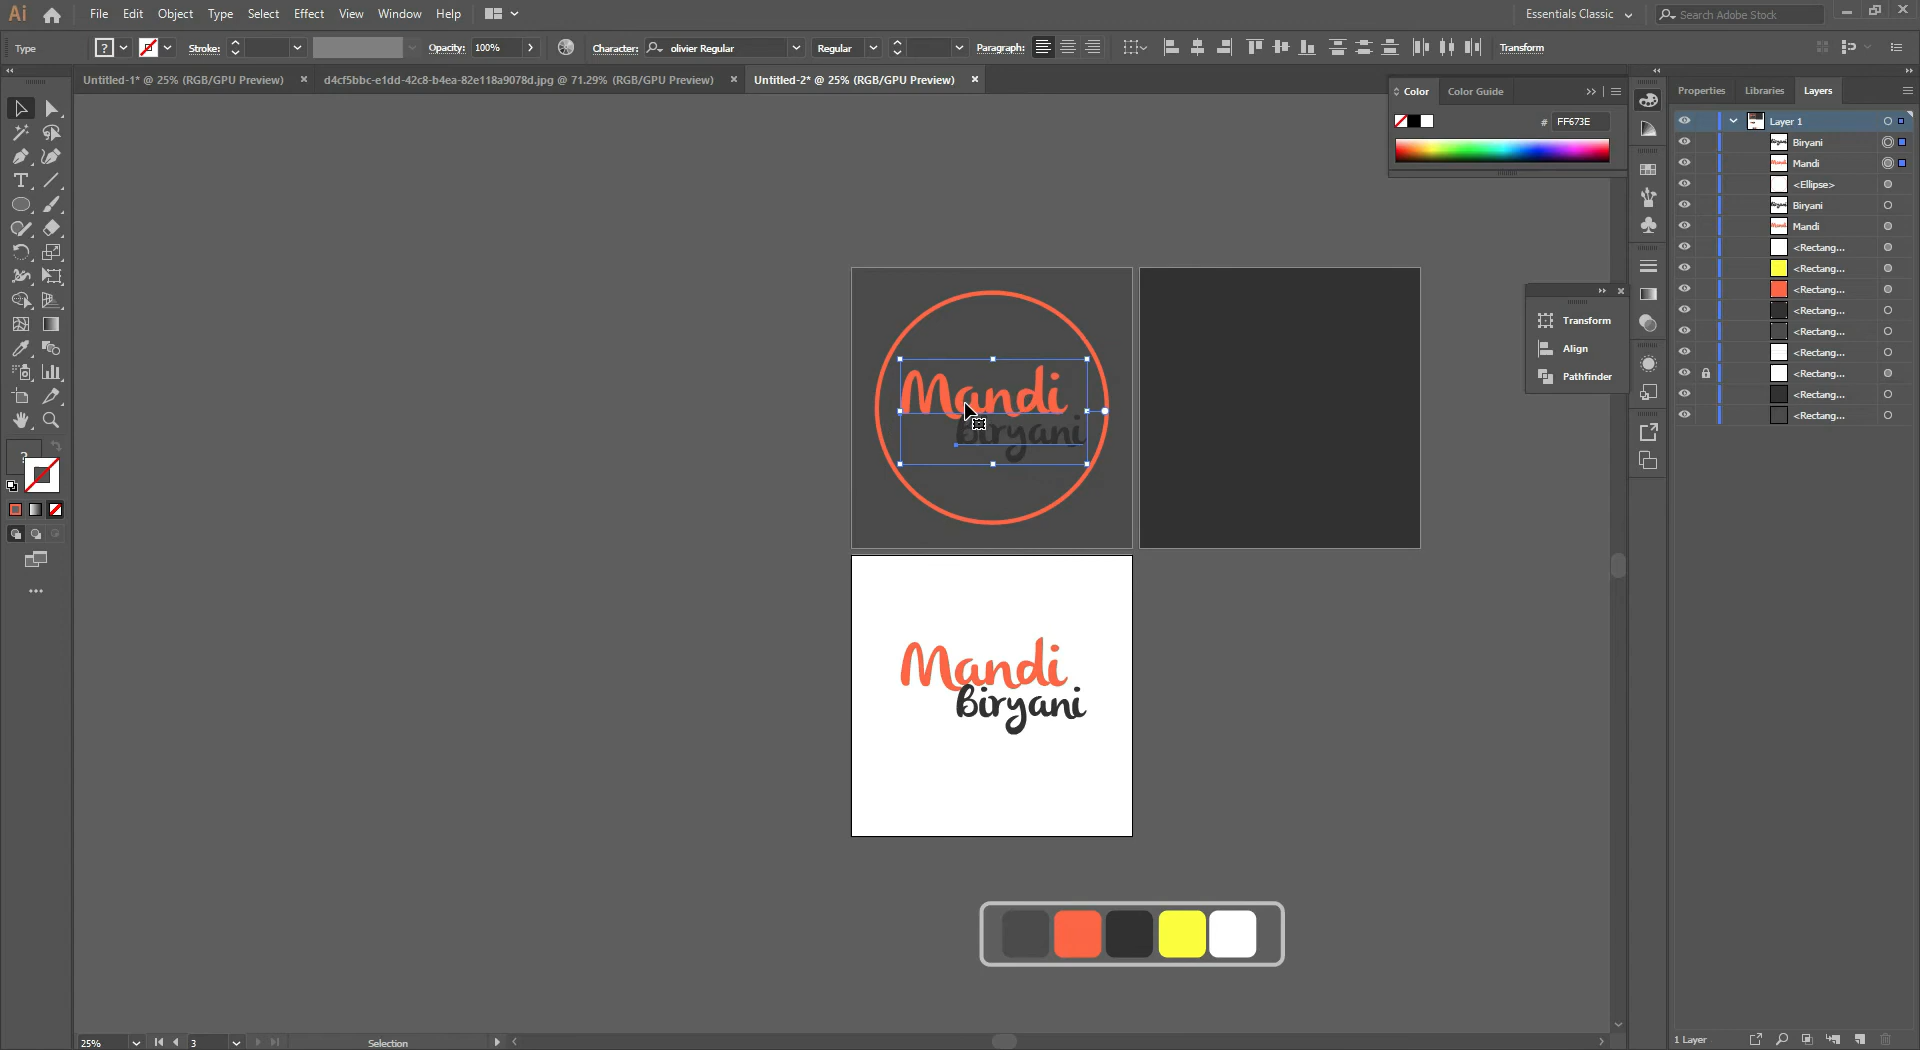 Ai File Edit Object Type Select Effect View Window Help Essentials Classic Search Adobe Stock
Type ? Stroke: Opacity: 100% Character: olivier Regular Regular Paragraph: Transform
Untitled-1* @ 25% (RGB/GPU Preview) × d4cf5bbc-e1dd-42c8-b4ea-82e118a9078d.jpg @ 71.29% (RGB/GPU Preview) × Untitled-2* @ 25% (RGB/GPU Preview) ×
Color Color Guide
# FF673E
Properties Libraries Layers
Layer 1
Biryani
Mandi
<Ellipse>
Biryani
Mandi
<Rectang...
<Rectang...
<Rectang...
<Rectang...
<Rectang...
<Rectang...
<Rectang...
<Rectang...
<Rectang...
Transform
Align
Pathfinder
Mandi
Biryani
Mandi
Biryani
?
25% 3 Selection
1 Layer